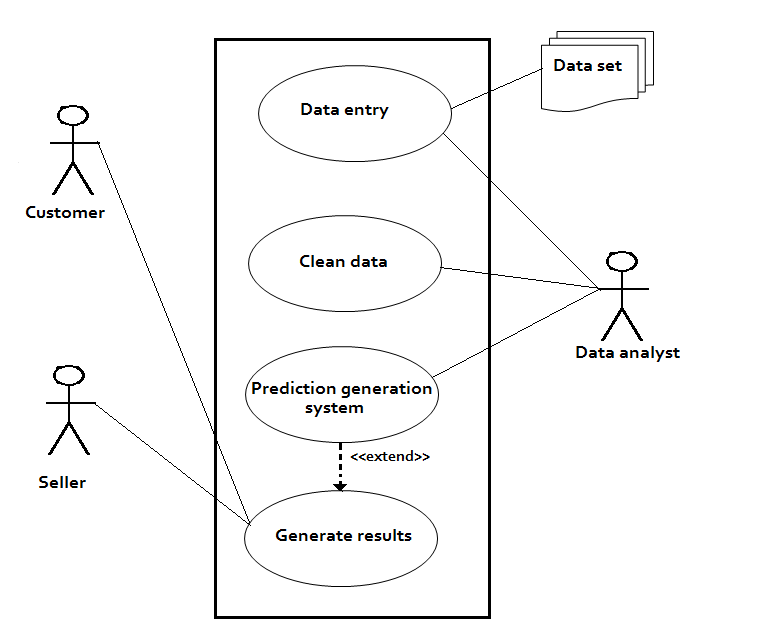 Data entry
Data set
Customer
Clean data
Data analyst
Prediction generation
system
<<extend>>
Seller
Generate results